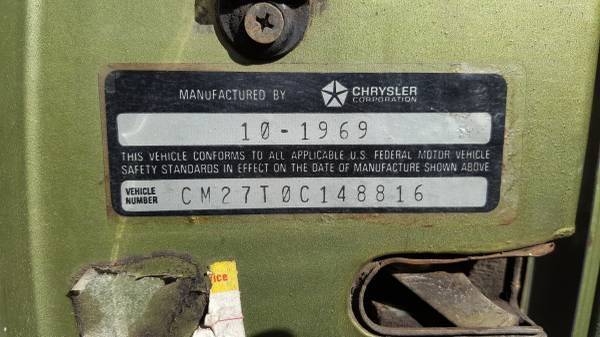 MANUFACTURED BY CHRYSLER CORPORATION
10-1969
THIS VEHICLE CONFORMS TO ALL APPLICABLE U.S. FEDERAL MOTOR VEHICLE
SAFETY STANDARDS IN EFFECT ON THE DATE OF MANUFACTURE SHOWN ABOVE
VEHICLE NUMBER CM27T0C148816